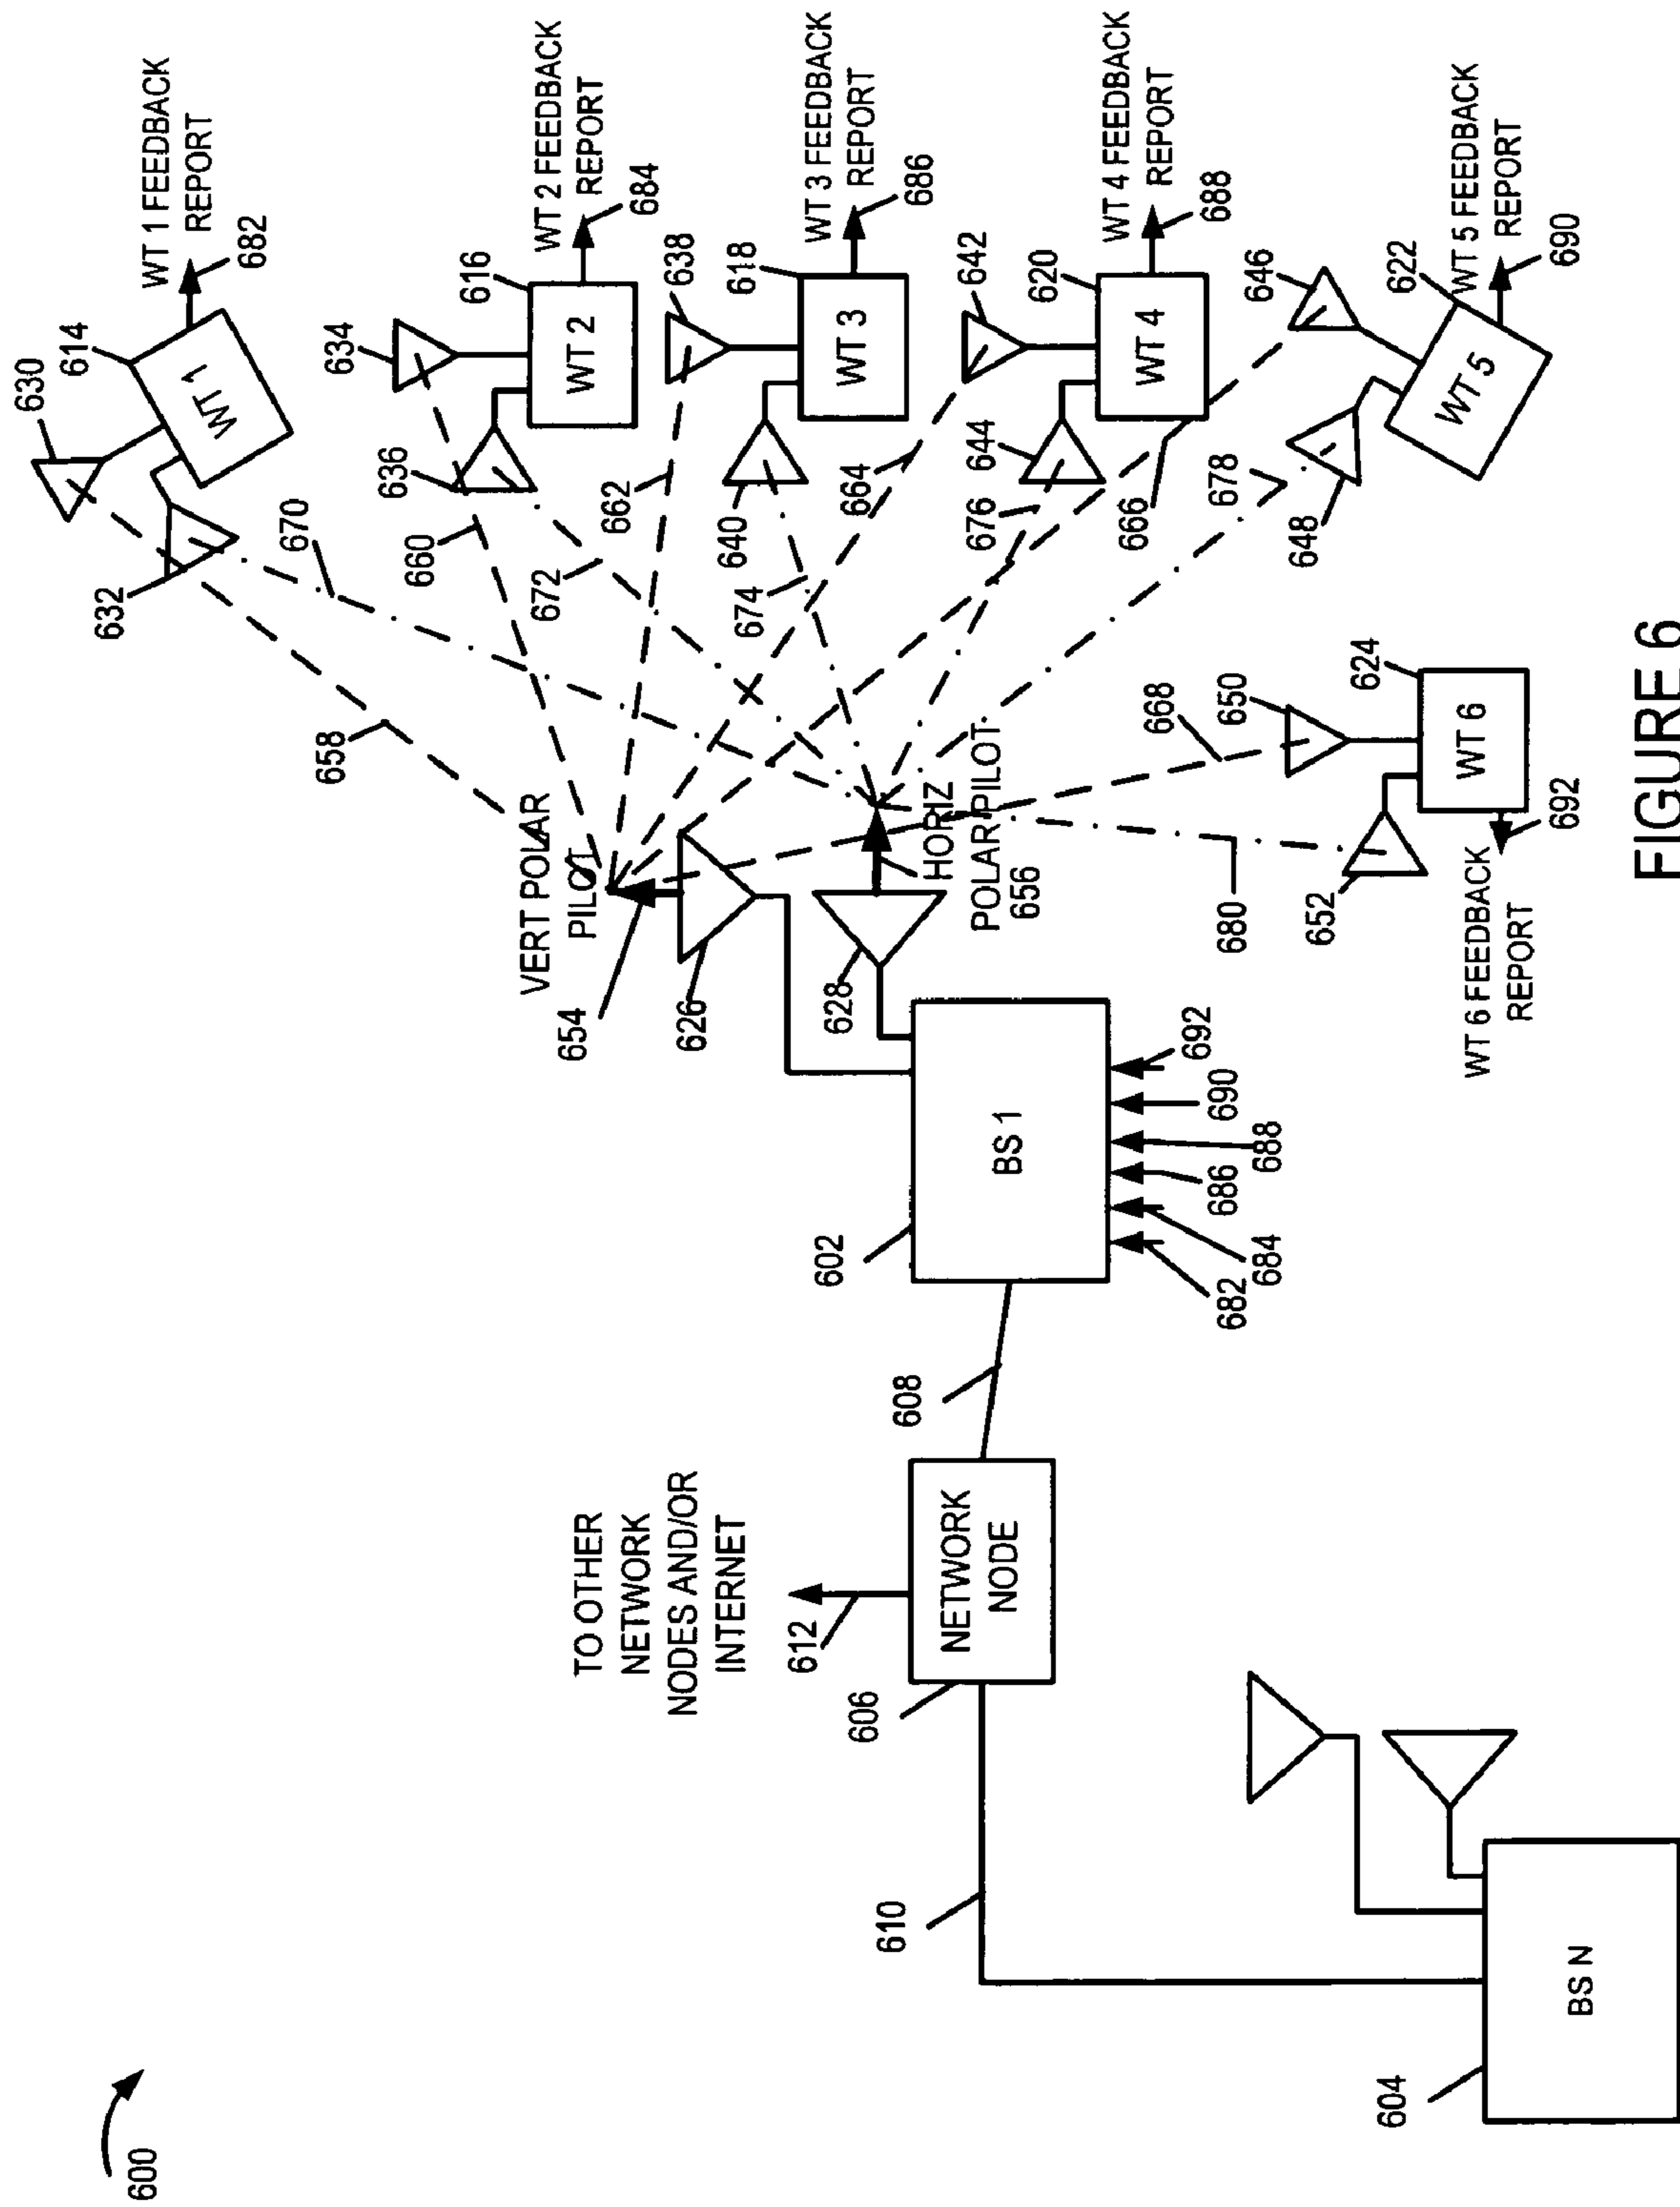 600
630
614
WT 1
WT 1 FEEDBACK
REPORT
682
632
670
658
634
616
WT 2
WT 2 FEEDBACK
REPORT
684
636
660
672
638
618
WT 3
WT 3 FEEDBACK
REPORT
686
662
640
674
642
620
WT 4
WT 4 FEEDBACK
REPORT
688
664
644
676
666
646
622
WT 5
WT 5 FEEDBACK
REPORT
690
678
648
VERT POLAR
PILOT
654
626
HORIZ
POLAR PILOT
656
628
668
650
624
WT 6
692
680
652
WT 6 FEEDBACK
REPORT
BS 1
602
682
684
686
688
690
692
608
TO OTHER
NETWORK
NODES AND/OR
INTERNET
612
NETWORK
NODE
606
610
BS N
604
FIGURE 6